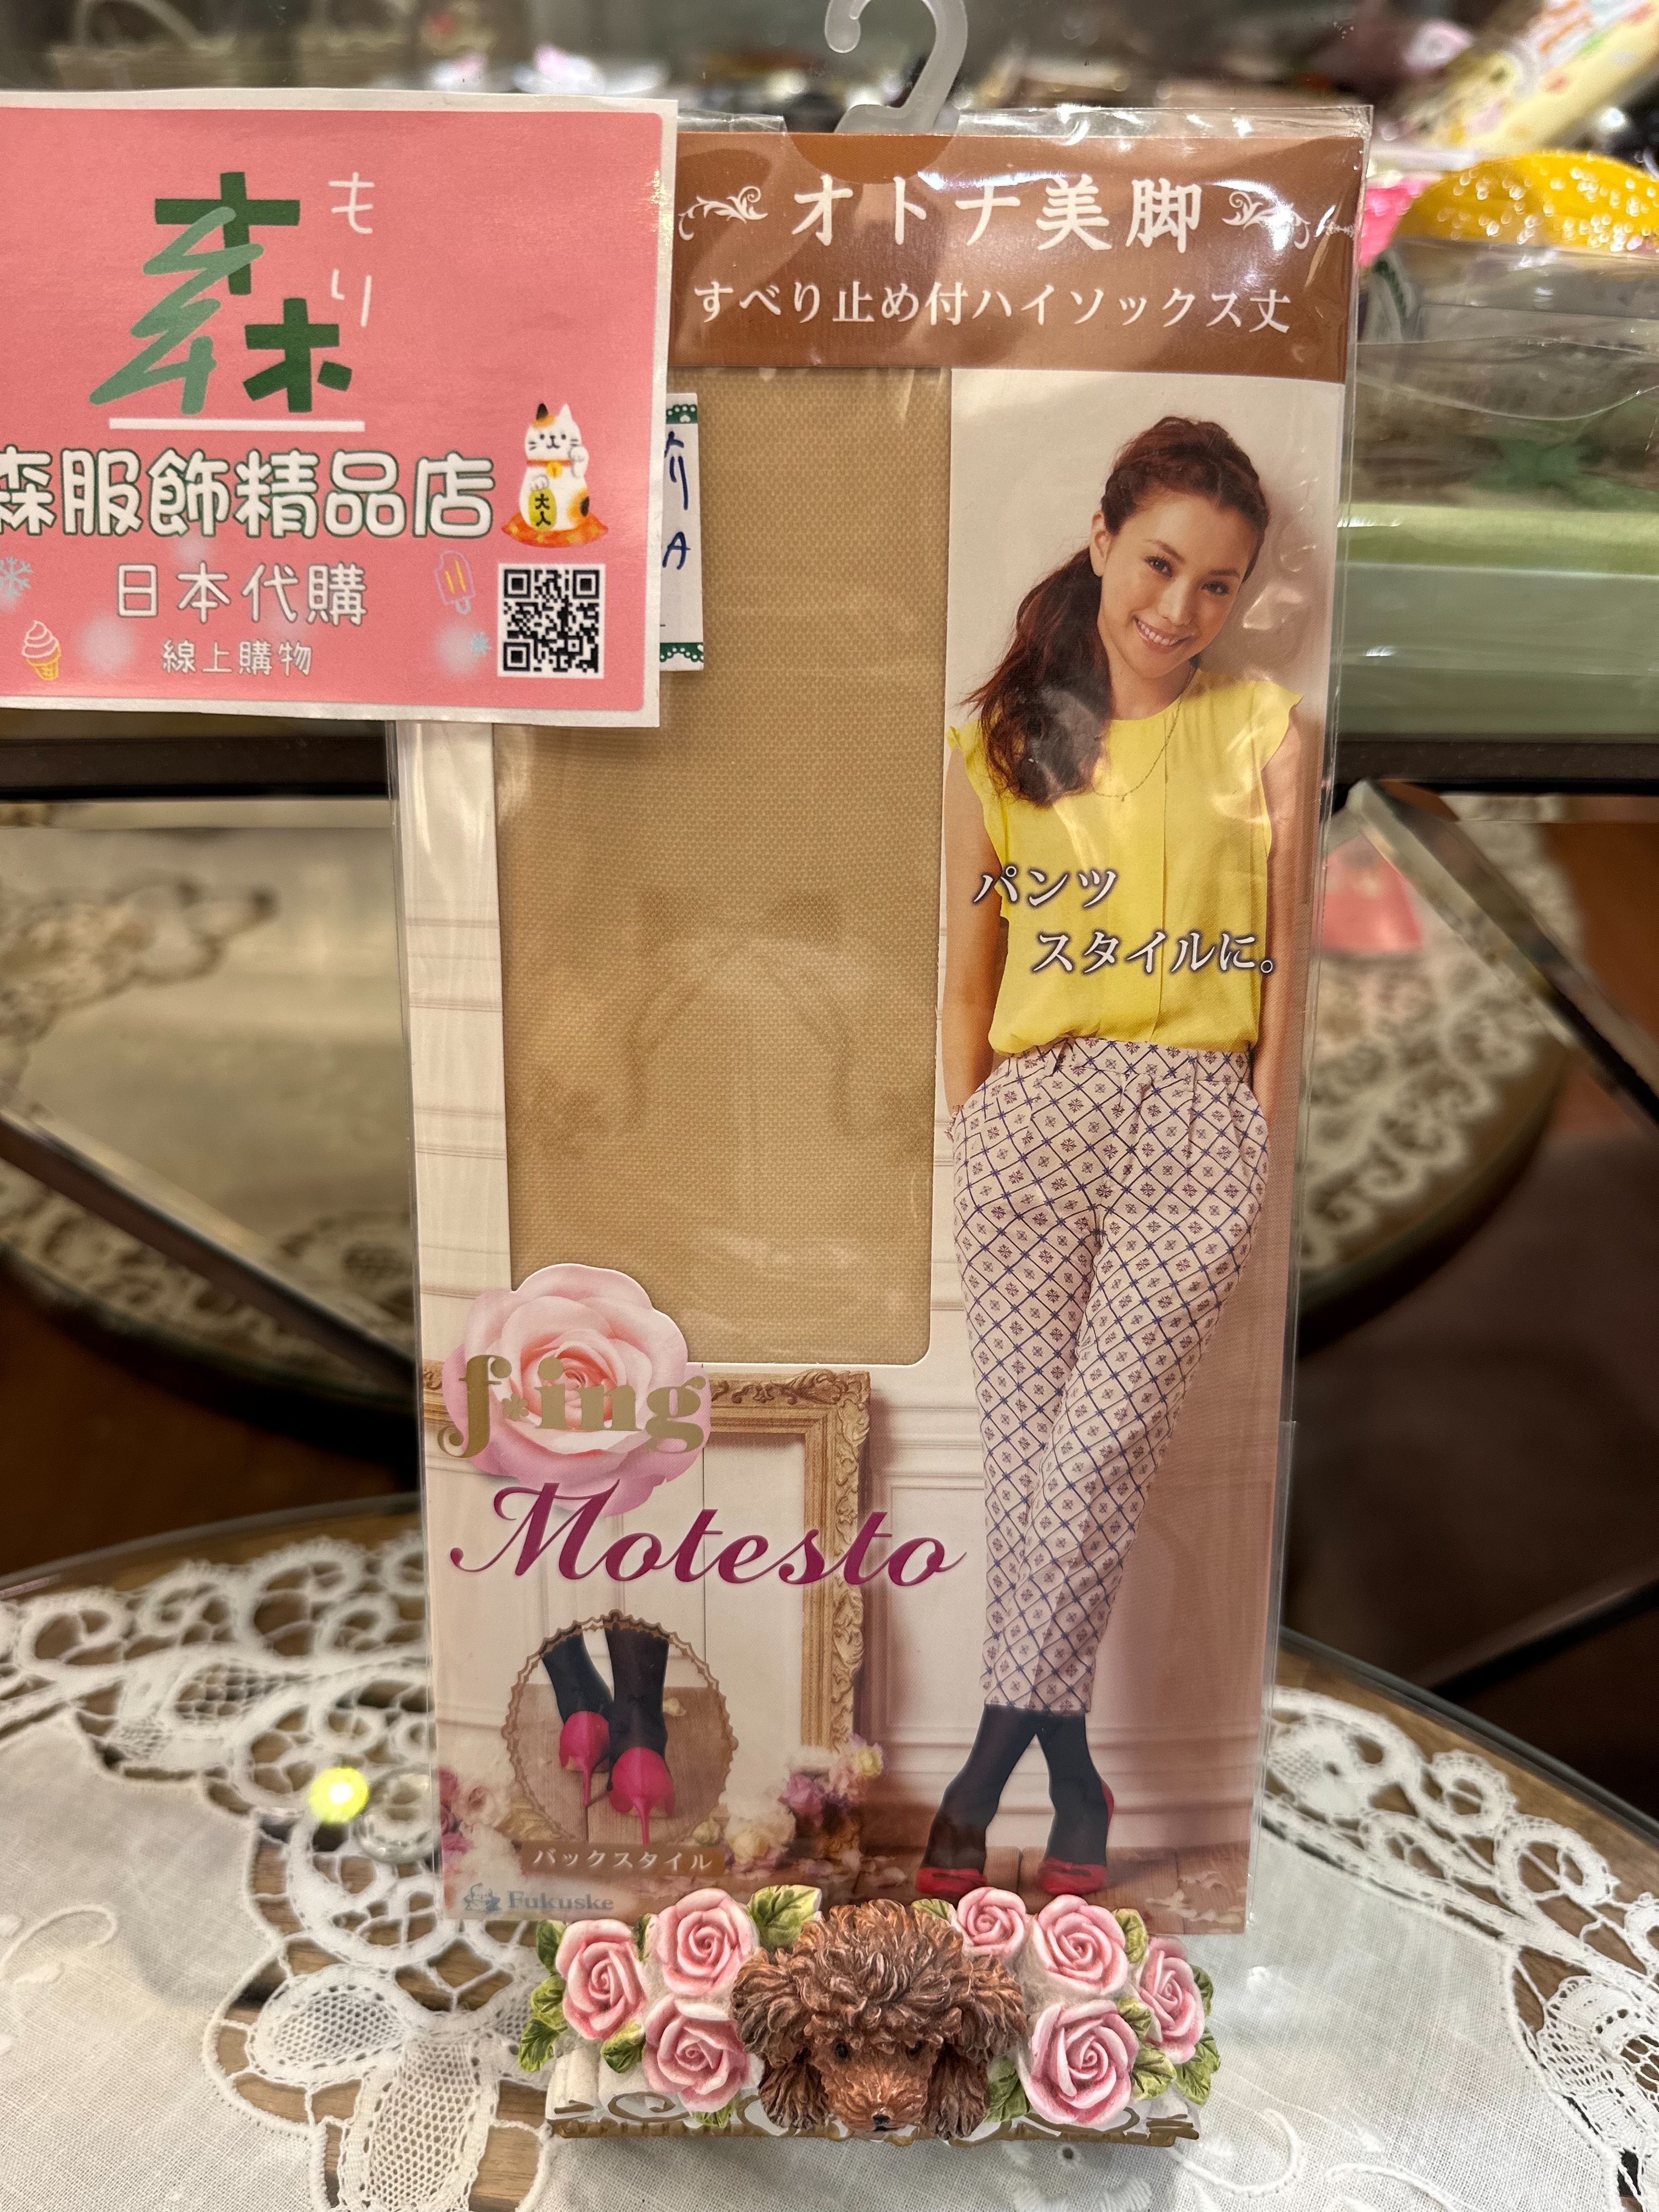 森
もり
森服飾精品店
大入
日本代購
線上購物
A
オトナ美脚
すべり止め付ハイソックス丈
パンツ
スタイルに。
f*ing
Motesto
バックスタイル
Fukuske